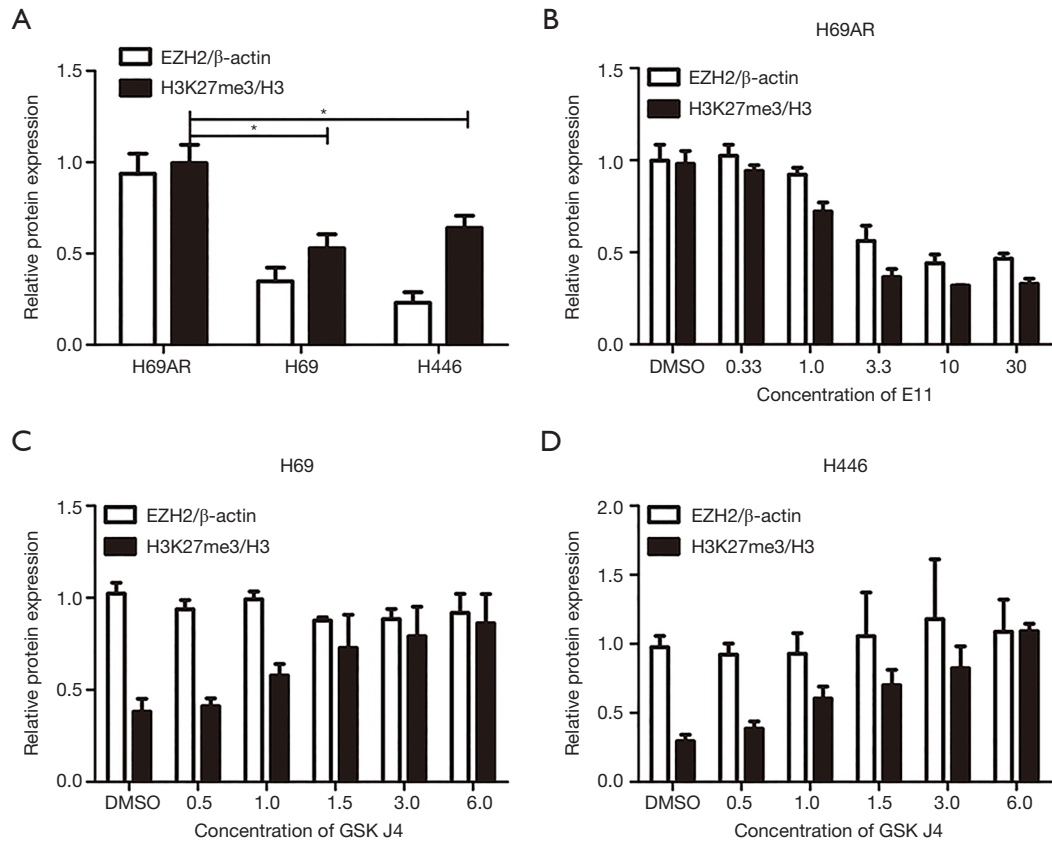 A
EZH2/β-actin
H3K27me3/H3
1.5
1.0
0.5
0.0
Relative protein expression
*
*
H69AR
H69
H446
B
H69AR
EZH2/β-actin
H3K27me3/H3
1.5
1.0
0.5
0.0
Relative protein expression
DMSO 0.33 1.0 3.3 10 30
Concentration of E11
C
H69
EZH2/β-actin
H3K27me3/H3
1.5
1.0
0.5
0.0
Relative protein expression
DMSO 0.5 1.0 1.5 3.0 6.0
Concentration of GSK J4
D
H446
EZH2/β-actin
H3K27me3/H3
2.0
1.5
1.0
0.5
0.0
Relative protein expression
DMSO 0.5 1.0 1.5 3.0 6.0
Concentration of GSK J4